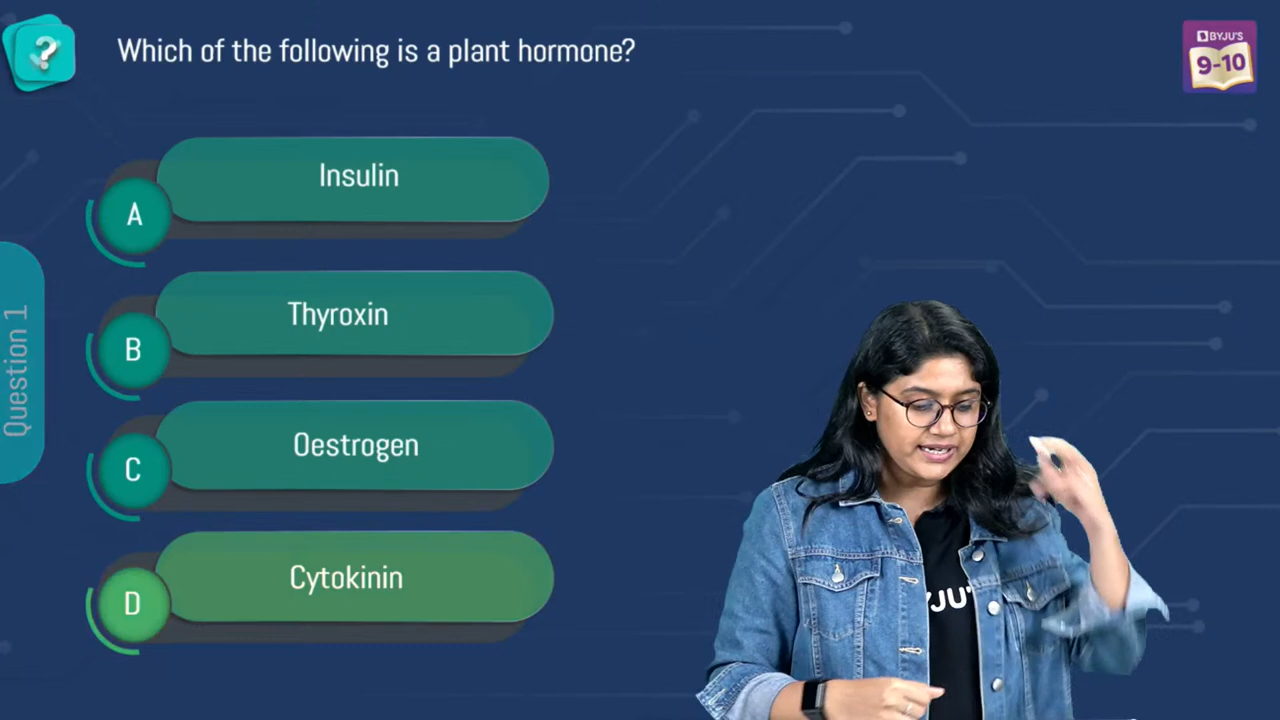 ?
Which of the following is a plant hormone?
BYJU'S
9-10
Question 1
A
Insulin
B
Thyroxin
C
Oestrogen
D
Cytokinin